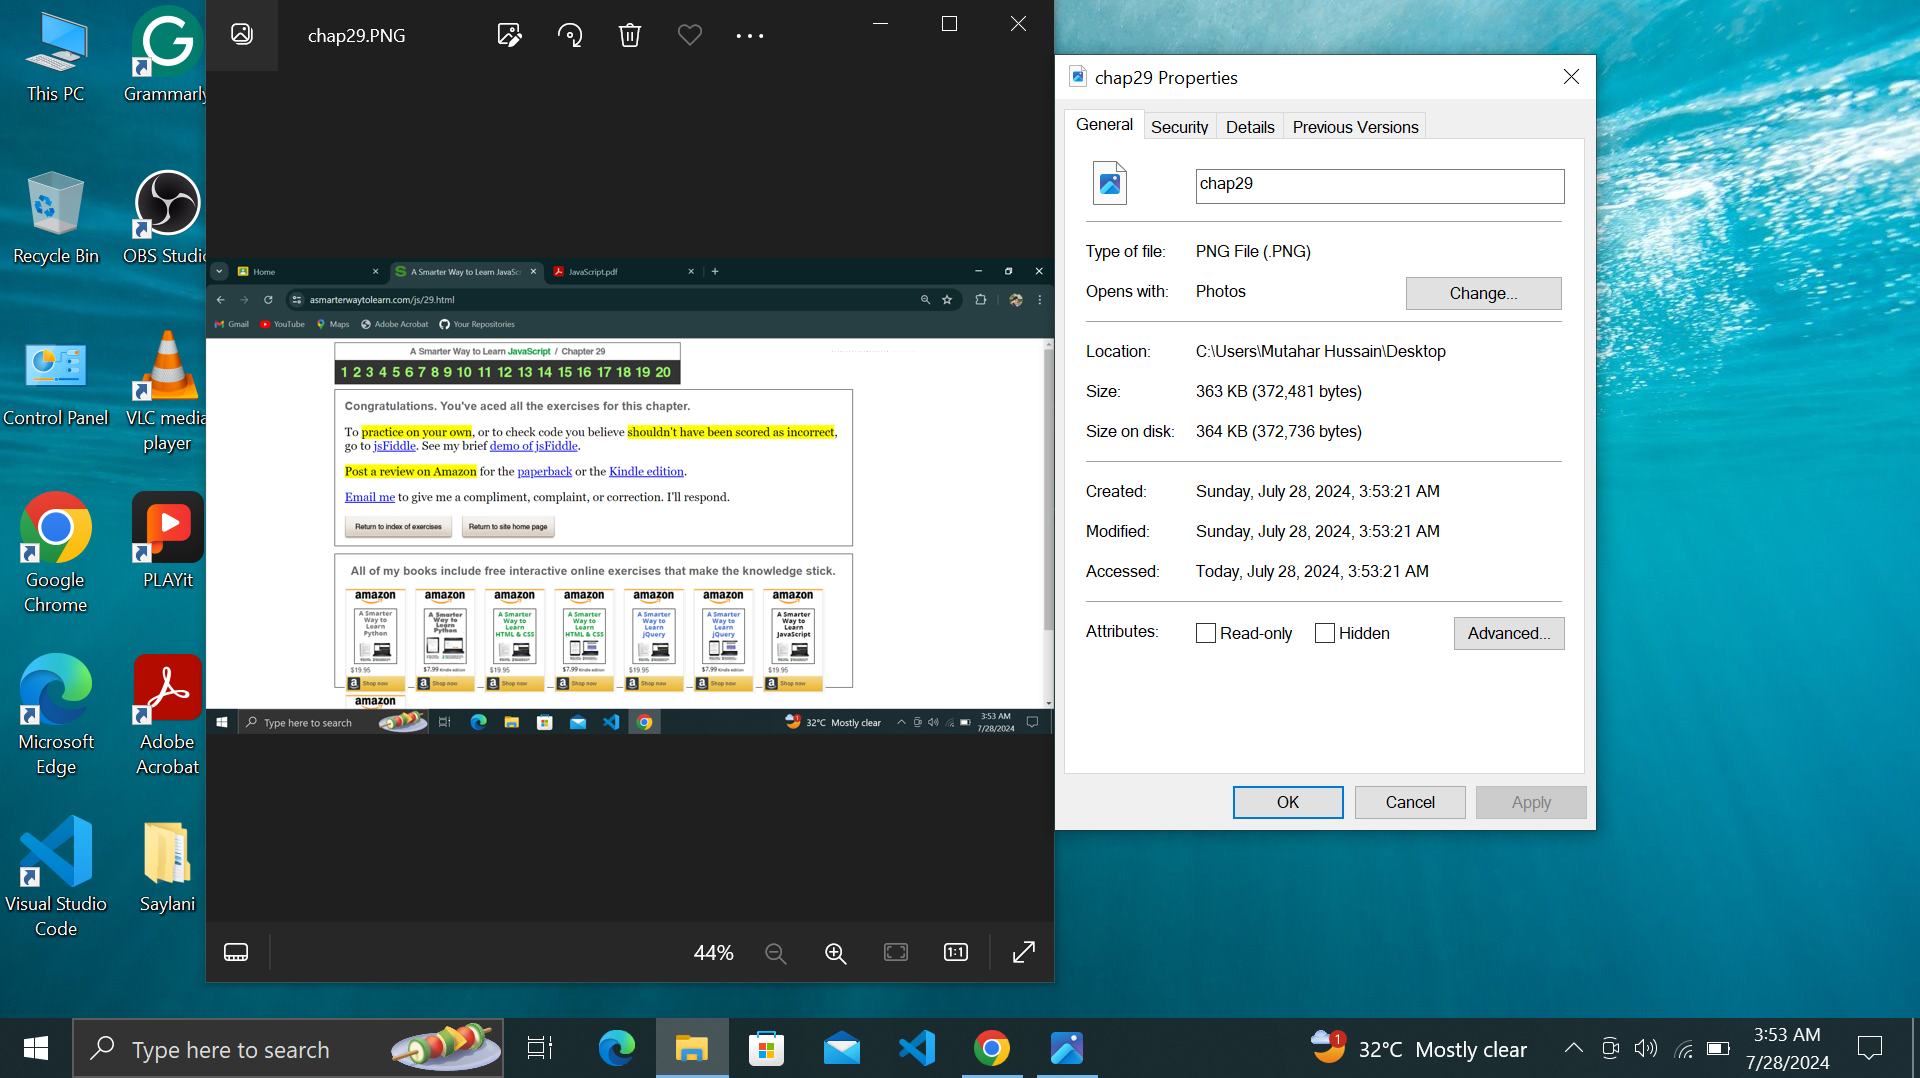 This PC
Grammarly
Recycle Bin
OBS Studio
Control Panel
VLC media
player
Google
Chrome
PLAYit
Microsoft
Edge
Adobe
Acrobat
Visual Studio
Code
Saylani
chap29.PNG
Home
A Smarter Way to Learn JavaSc
JavaScript.pdf
asmarterwaytolearn.com/js/29.html
Gmail YouTube Maps Adobe Acrobat Your Repositories
A Smarter Way to Learn JavaScript / Chapter 29
1 2 3 4 5 6 7 8 9 10 11 12 13 14 15 16 17 18 19 20
Congratulations. You've aced all the exercises for this chapter.
To practice on your own, or to check code you believe shouldn't have been scored as incorrect,
go to jsFiddle. See my brief demo of jsFiddle.
Post a review on Amazon for the paperback or the Kindle edition.
Email me to give me a compliment, complaint, or correction. I'll respond.
Return to index of exercises Return to site home page
All of my books include free interactive online exercises that make the knowledge stick.
amazon amazon amazon amazon amazon amazon amazon
A Smarter Way to Learn Python
A Smarter Way to Learn Python
A Smarter Way to Learn HTML & CSS
A Smarter Way to Learn HTML & CSS
A Smarter Way to Learn jQuery
A Smarter Way to Learn jQuery
A Smarter Way to Learn JavaScript
$19.95 $7.99 Kindle edition $19.95 $7.99 Kindle edition $19.95 $7.99 Kindle edition $19.95
Shop now Shop now Shop now Shop now Shop now Shop now Shop now
amazon
Type here to search
32°C Mostly clear
3:53 AM
7/28/2024
44%
1:1
chap29 Properties
General Security Details Previous Versions
chap29
Type of file: PNG File (.PNG)
Opens with: Photos Change...
Location: C:\Users\Mutahar Hussain\Desktop
Size: 363 KB (372,481 bytes)
Size on disk: 364 KB (372,736 bytes)
Created: Sunday, July 28, 2024, 3:53:21 AM
Modified: Sunday, July 28, 2024, 3:53:21 AM
Accessed: Today, July 28, 2024, 3:53:21 AM
Attributes: Read-only Hidden Advanced...
OK Cancel Apply
Type here to search
1
32°C Mostly clear
3:53 AM
7/28/2024